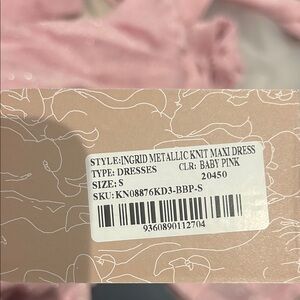 STYLE:INGRID METALLIC KNIT MAXI DRESS
TYPE: DRESSES CLR: BABY PINK
SIZE: S 20450
SKU: KN08876KD3-BBP-S
9360890112704